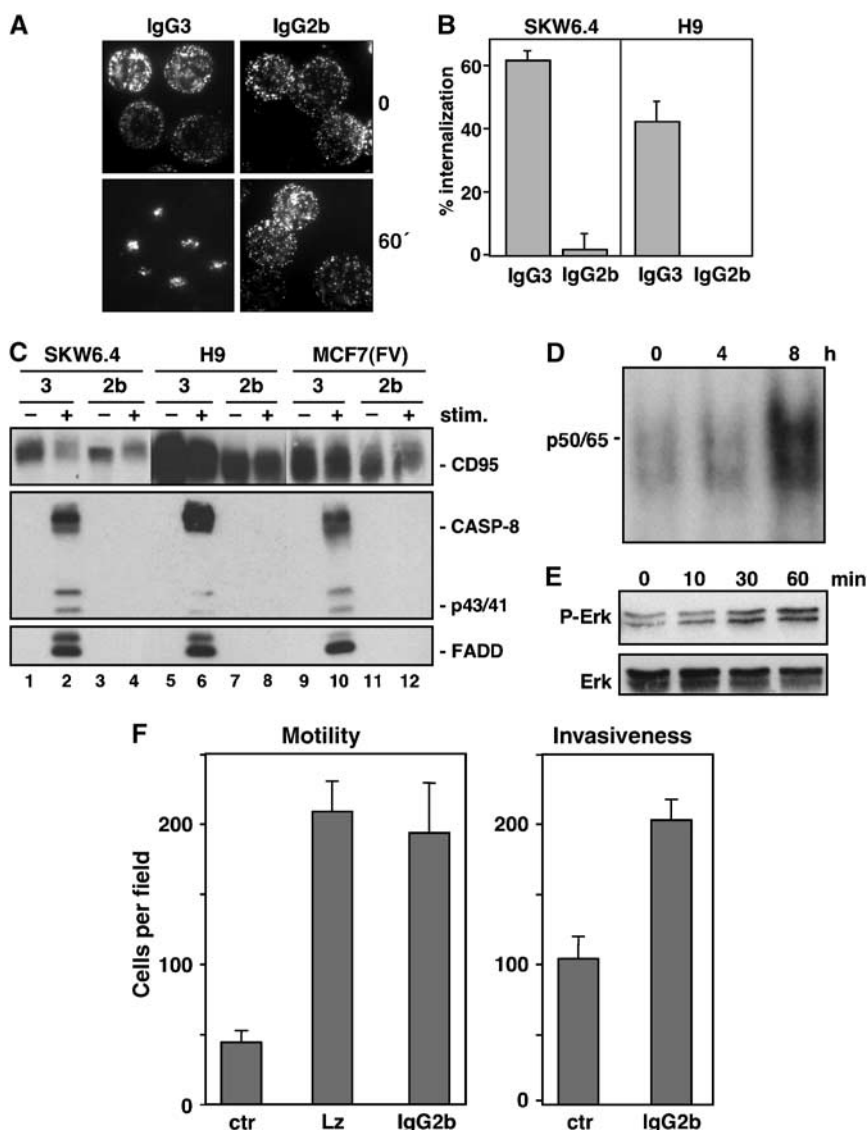 A
IgG3 IgG2b
0
60´
B
SKW6.4 H9
% internalization
60
40
20
0
IgG3 IgG2b IgG3 IgG2b
C
SKW6.4 H9 MCF7(FV)
3 2b 3 2b 3 2b
– + – + – + – + – + – + stim.
- CD95
- CASP-8
- p43/41
- FADD
1 2 3 4 5 6 7 8 9 10 11 12
D
0 4 8 h
p50/65 -
E
0 10 30 60 min
P-Erk
Erk
F
Motility
Cells per field
200
100
0
ctr Lz IgG2b
Invasiveness
200
100
0
ctr IgG2b